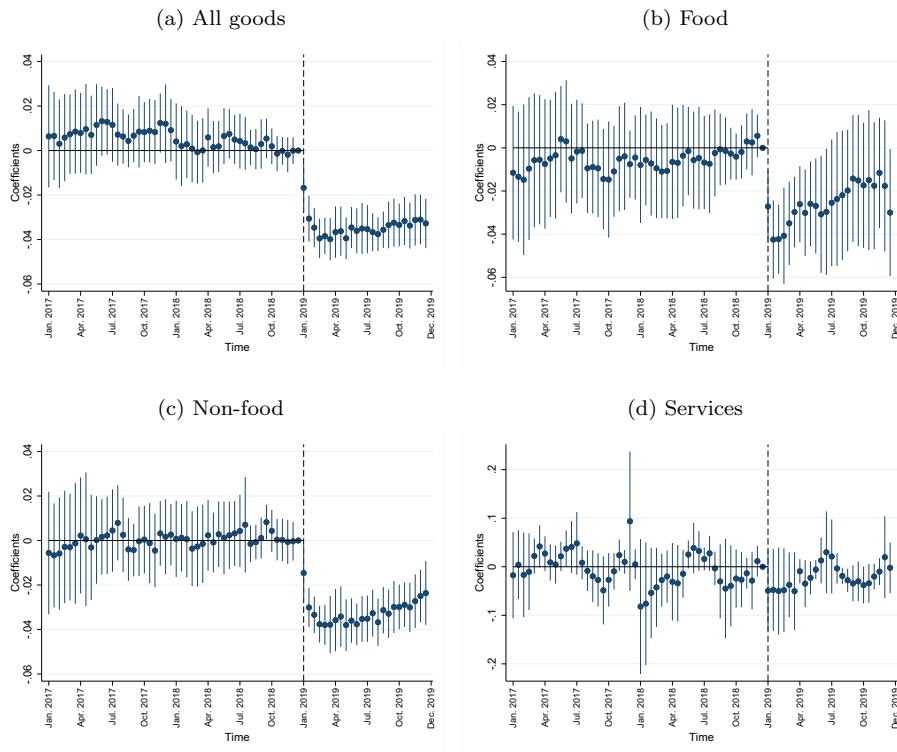 (a) All goods
.04
.02
0
-.02
-.04
-.06
Coefficients
Jan. 2017
Apr. 2017
Jul. 2017
Oct. 2017
Jan. 2018
Apr. 2018
Jul. 2018
Oct. 2018
Jan. 2019
Apr. 2019
Jul. 2019
Oct. 2019
Dec. 2019
Time
(b) Food
.04
.02
0
-.02
-.04
-.06
Coefficients
Jan. 2017
Apr. 2017
Jul. 2017
Oct. 2017
Jan. 2018
Apr. 2018
Jul. 2018
Oct. 2018
Jan. 2019
Apr. 2019
Jul. 2019
Oct. 2019
Dec. 2019
Time
(c) Non-food
.04
.02
0
-.02
-.04
-.06
Coefficients
Jan. 2017
Apr. 2017
Jul. 2017
Oct. 2017
Jan. 2018
Apr. 2018
Jul. 2018
Oct. 2018
Jan. 2019
Apr. 2019
Jul. 2019
Oct. 2019
Dec. 2019
Time
(d) Services
.2
.1
0
-.1
-.2
Coefficients
Jan. 2017
Apr. 2017
Jul. 2017
Oct. 2017
Jan. 2018
Apr. 2018
Jul. 2018
Oct. 2018
Jan. 2019
Apr. 2019
Jul. 2019
Oct. 2019
Dec. 2019
Time